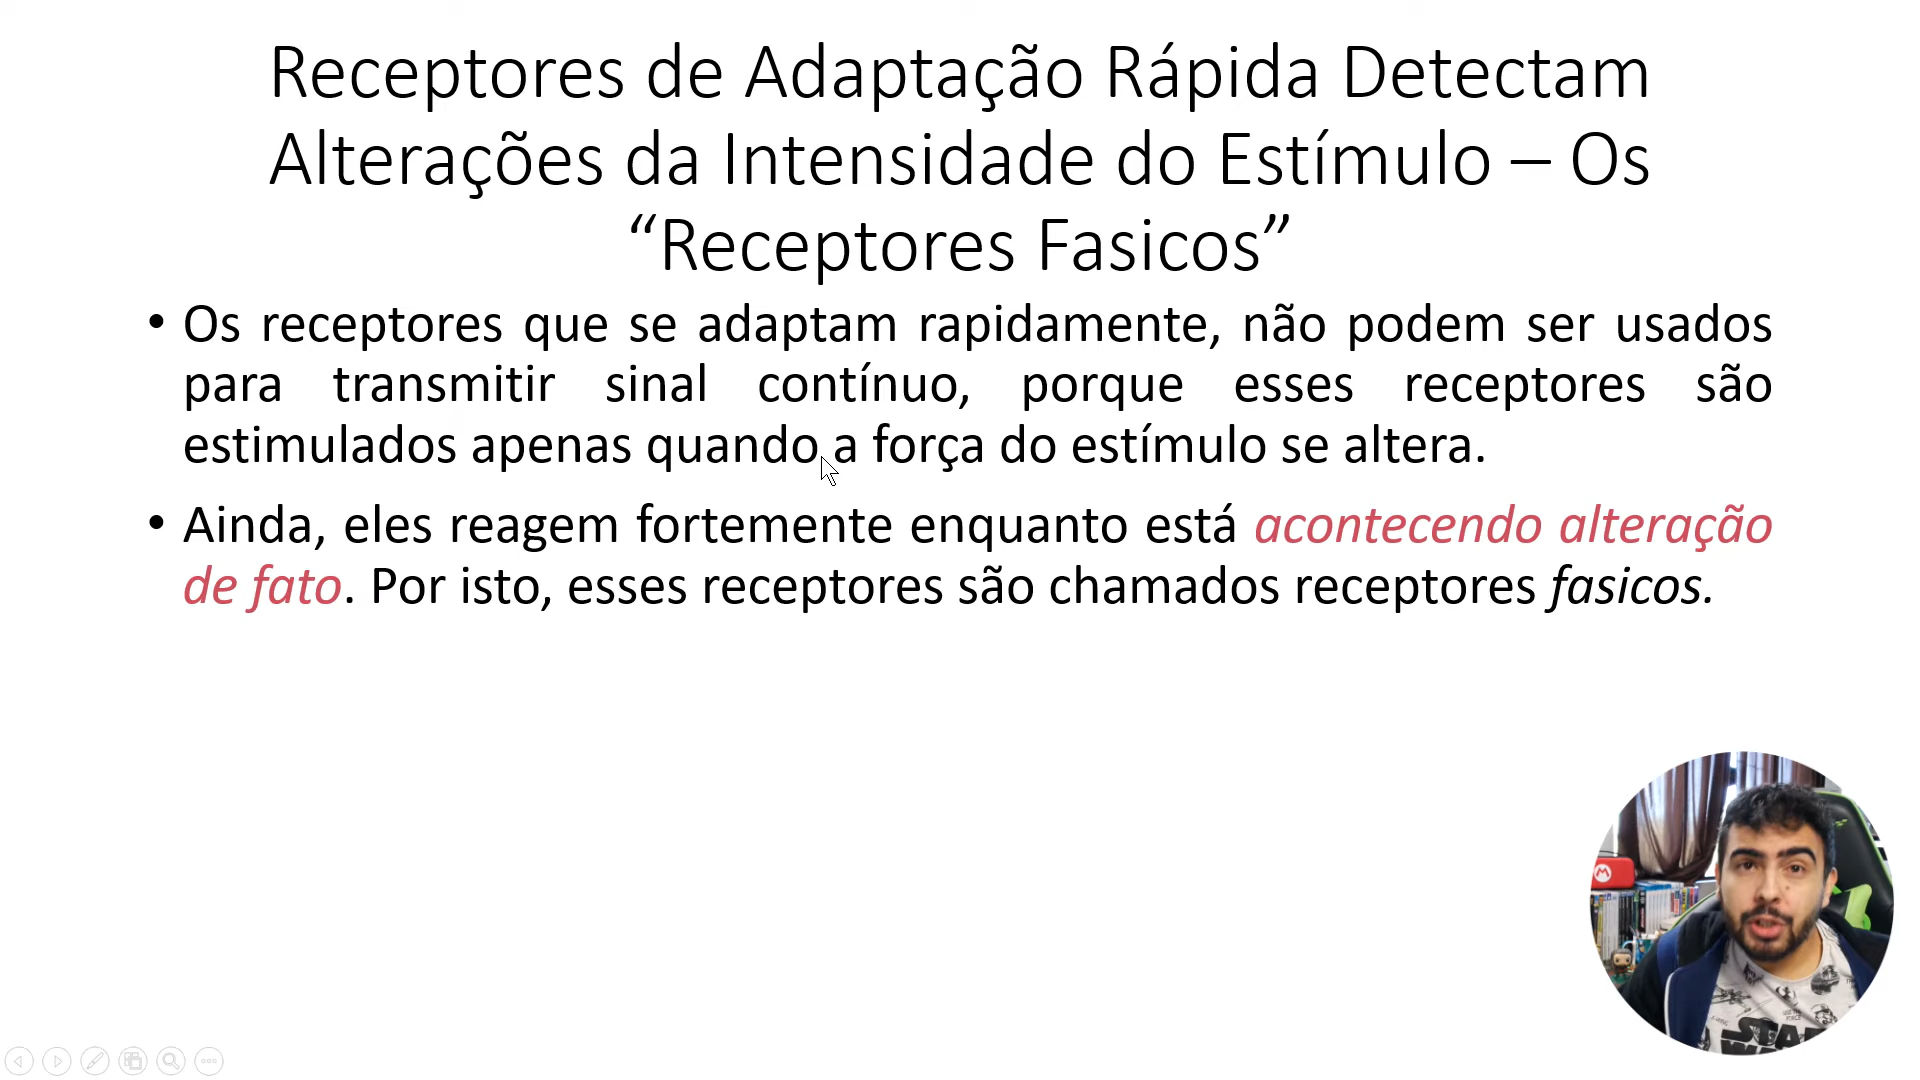 Receptores de Adaptação Rápida Detectam
Alterações da Intensidade do Estímulo – Os
“Receptores Fasicos”
• Os receptores que se adaptam rapidamente, não podem ser usados
para transmitir sinal contínuo, porque esses receptores são
estimulados apenas quando a força do estímulo se altera.
• Ainda, eles reagem fortemente enquanto está acontecendo alteração
de fato. Por isto, esses receptores são chamados receptores fasicos.
M
STAR